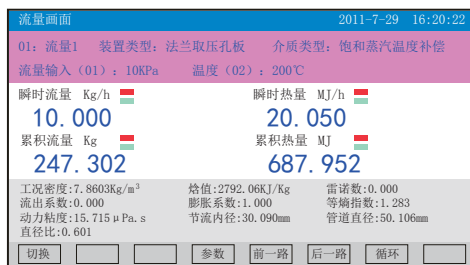 流量画面 2011-7-29 16:20:22
01：流量1 装置类型：法兰取压孔板 介质类型：饱和蒸汽温度补偿
流量输入（01）：10KPa 温度（02）：200℃
瞬时流量 Kg/h 瞬时热量 MJ/h
10.000 20.050
累积流量 Kg 累积热量 MJ
247.302 687.952
工况密度:7.8603Kg/m³ 焓值:2792.06KJ/Kg 雷诺数:0.000
流出系数:0.000 膨胀系数:1.000 等熵指数:1.283
动力粘度:15.715μPa.s 节流内径:30.090mm 管道直径:50.106mm
直径比:0.601
切换 参数 前一路 后一路 循环